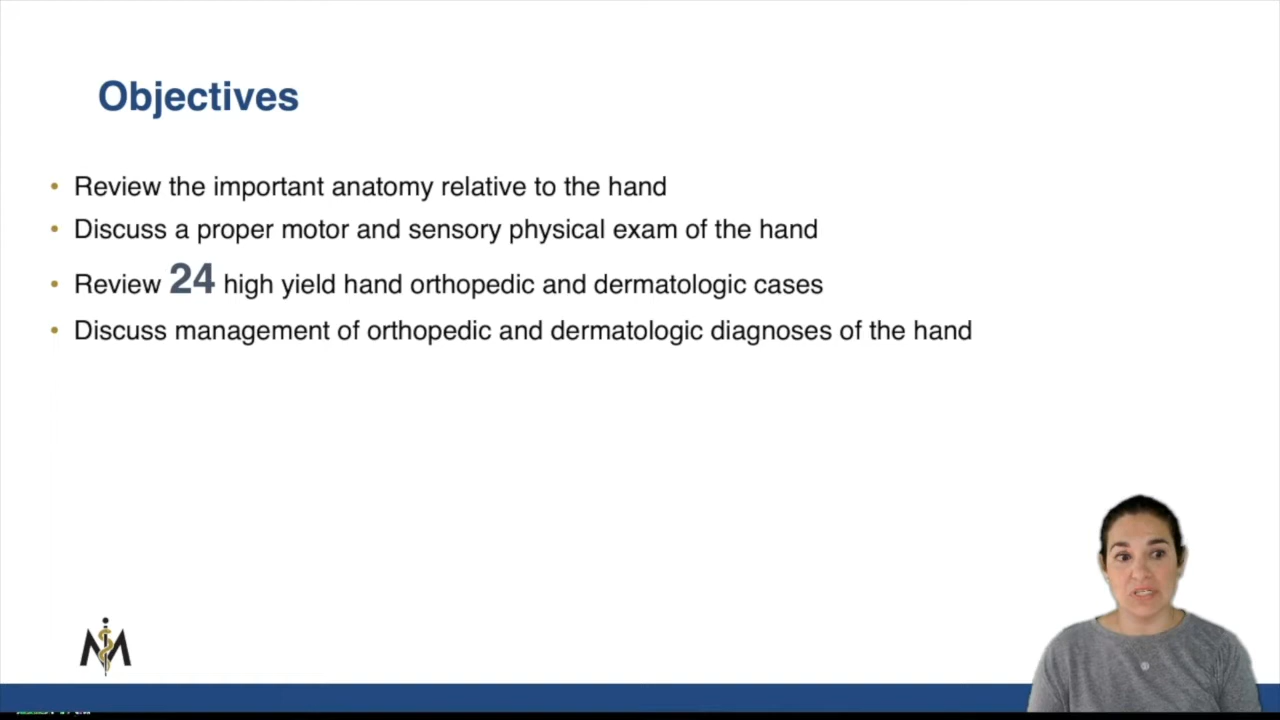 Objectives
• Review the important anatomy relative to the hand
• Discuss a proper motor and sensory physical exam of the hand
• Review 24 high yield hand orthopedic and dermatologic cases
• Discuss management of orthopedic and dermatologic diagnoses of the hand